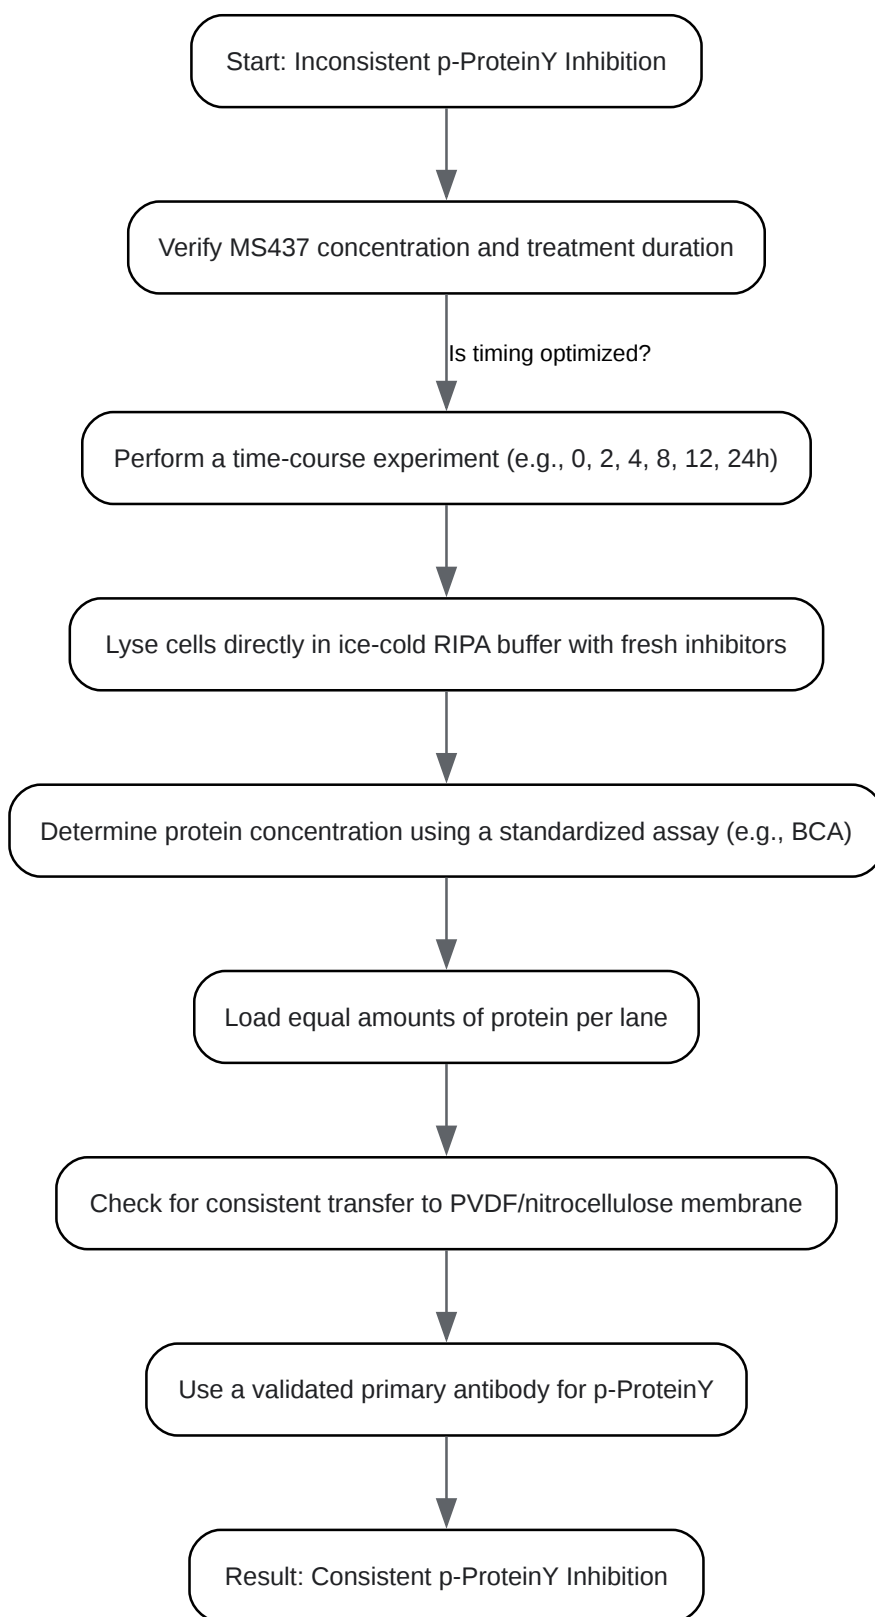 Start: Inconsistent p-ProteinY Inhibition
Verify MS437 concentration and treatment duration
Is timing optimized?
Perform a time-course experiment (e.g., 0, 2, 4, 8, 12, 24h)
Lyse cells directly in ice-cold RIPA buffer with fresh inhibitors
Determine protein concentration using a standardized assay (e.g., BCA)
Load equal amounts of protein per lane
Check for consistent transfer to PVDF/nitrocellulose membrane
Use a validated primary antibody for p-ProteinY
Result: Consistent p-ProteinY Inhibition